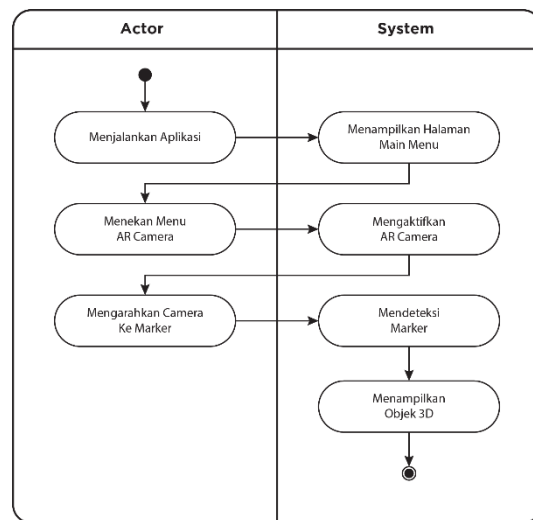 Actor
System
Menjalankan Aplikasi
Menampilkan Halaman
Main Menu
Menekan Menu
AR Camera
Mengaktifkan
AR Camera
Mengarahkan Camera
Ke Marker
Mendeteksi
Marker
Menampilkan
Objek 3D